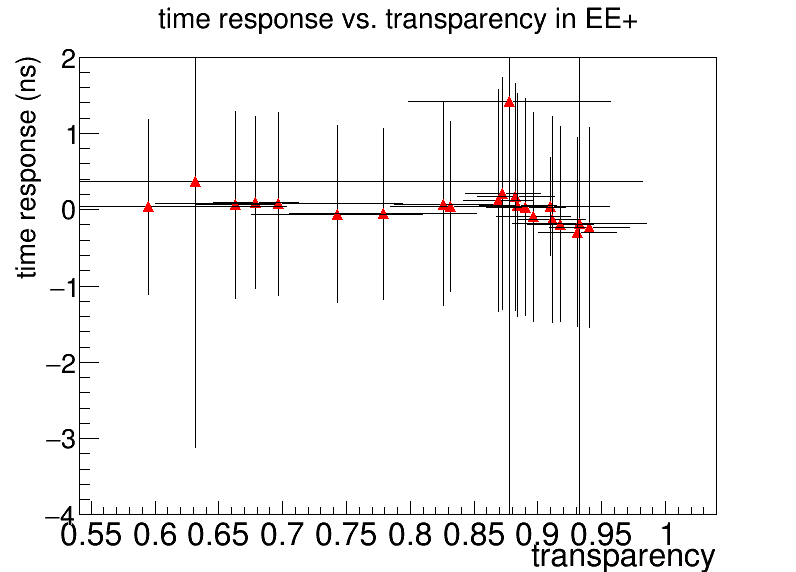 time response vs. transparency in EE+
time response (ns)
2
1
0
−1
−2
−3
−4
0.55 0.6 0.65 0.7 0.75 0.8 0.85 0.9 0.95 1
transparency